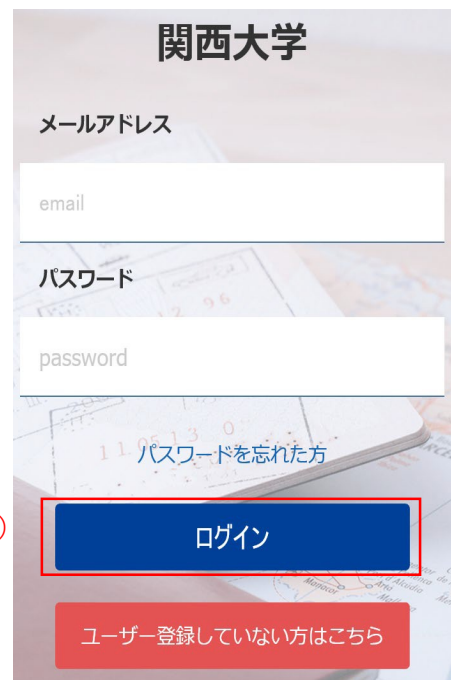 関西大学
メールアドレス
email
パスワード
password
パスワードを忘れた方
ログイン
ユーザー登録していない方はこちら